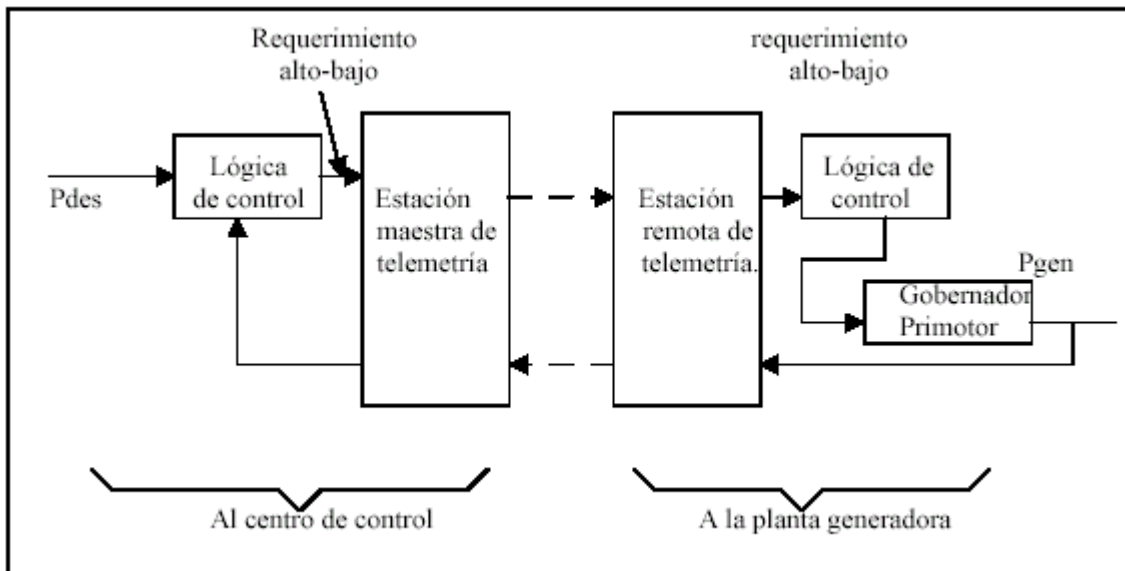 Requerimiento
alto-bajo
requerimiento
alto-bajo
Pdes
Lógica
de control
Estación
maestra de
telemetría
Estación
remota de
telemetría.
Lógica de
control
Pgen
Gobernador
Primotor
Al centro de control
A la planta generadora